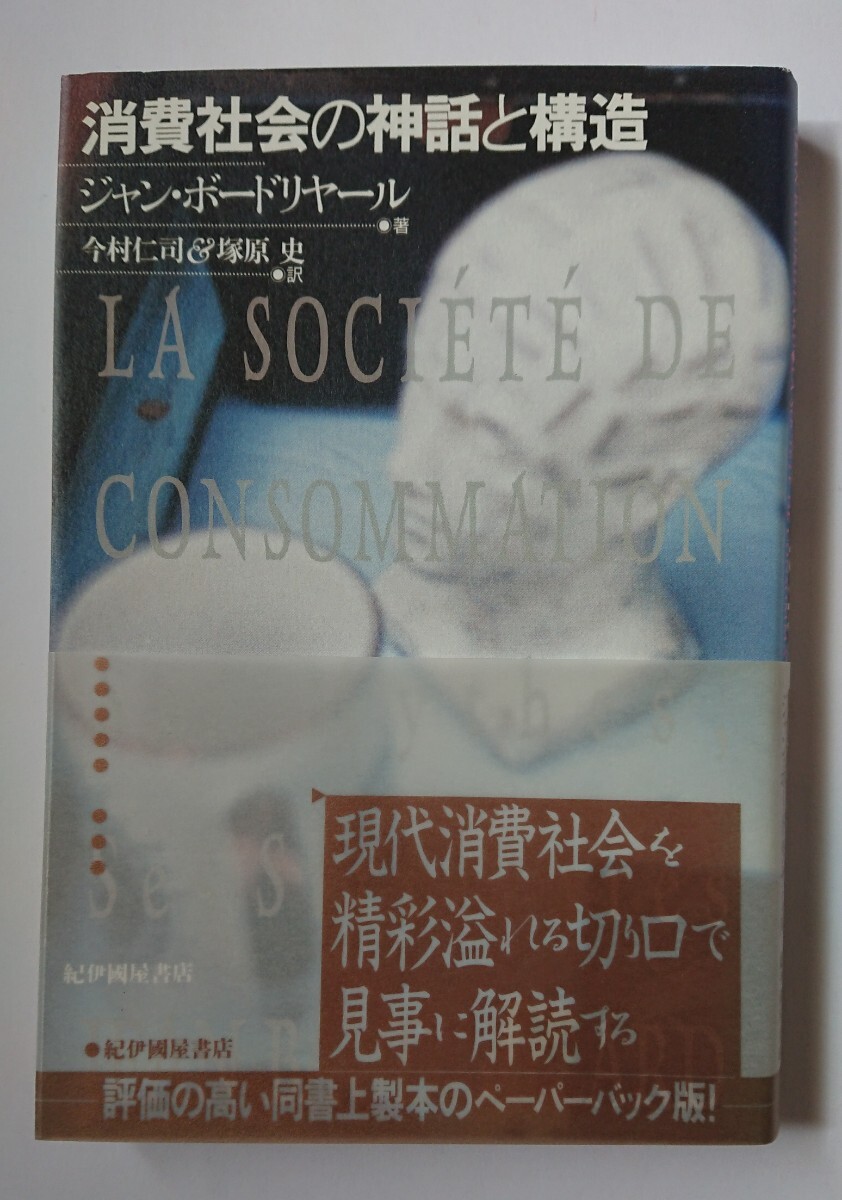 消費社会の神話と構造
ジャン・ボードリヤール
●著
今村仁司&塚原 史
●訳
LA SOCIÉTÉ DE
CONSOMMATION
現代消費社会を
精彩溢れる切り口で
見事に解読する
紀伊國屋書店
●紀伊國屋書店
評価の高い同書上製本のペーパーバック版!